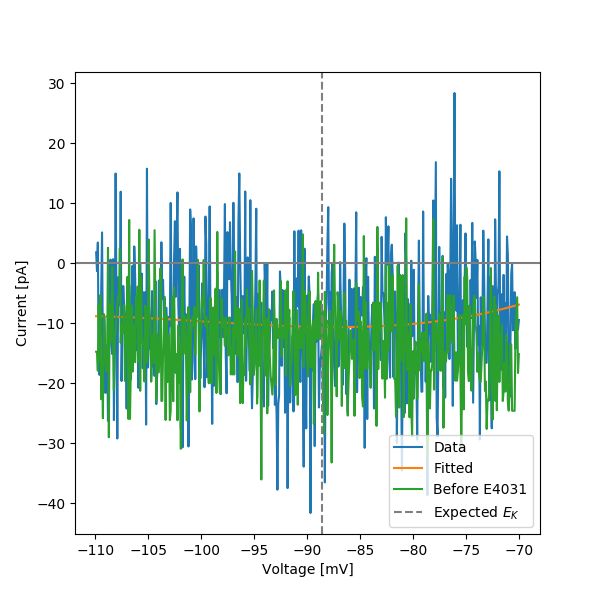 30
20
10
0
−10
−20
−30
−40
Current [pA]
−110 −105 −100 −95 −90 −85 −80 −75 −70
Voltage [mV]
Data
Fitted
Before E4031
Expected E_K